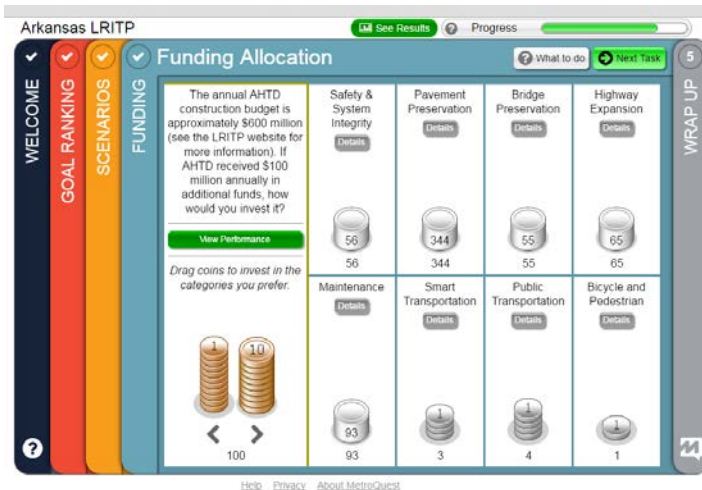 Arkansas LRITP
See Results
? Progress
WELCOME
?
GOAL RANKING
SCENARIOS
FUNDING
Funding Allocation
? What to do
Next Task
The annual AHTD
construction budget is
approximately $600 million
(see the LRITP website for
more information). If
AHTD received $100
million annually in
additional funds, how
would you invest it?
View Performance
Drag coins to invest in the
categories you prefer.
1
10
100
Safety &
System
Integrity
Details
56
56
Pavement
Preservation
Details
344
344
Bridge
Preservation
Details
55
55
Highway
Expansion
Details
65
65
Maintenance
Details
93
93
Smart
Transportation
Details
1
3
Public
Transportation
Details
1
4
Bicycle and
Pedestrian
Details
1
1
5
WRAP UP
m
Help Privacy About MetroQuest